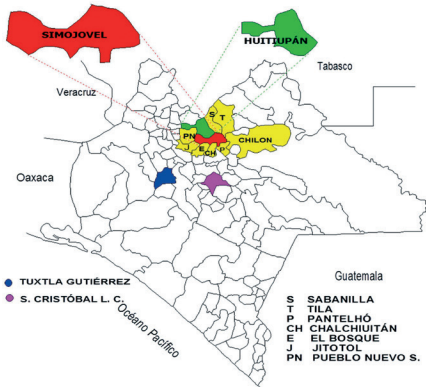 SIMOJOVEL
HUITIUPÁN
Tabasco
Veracruz
S
T
PN
CHILON
J
E
CH
P
Oaxaca
TUXTLA GUTIÉRREZ
S. CRISTÓBAL L. C.
Océano Pacífico
Guatemala
S SABANILLA
T TILA
P PANTELHÓ
CH CHALCHIUITÁN
E EL BOSQUE
J JITOTOL
PN PUEBLO NUEVO S.